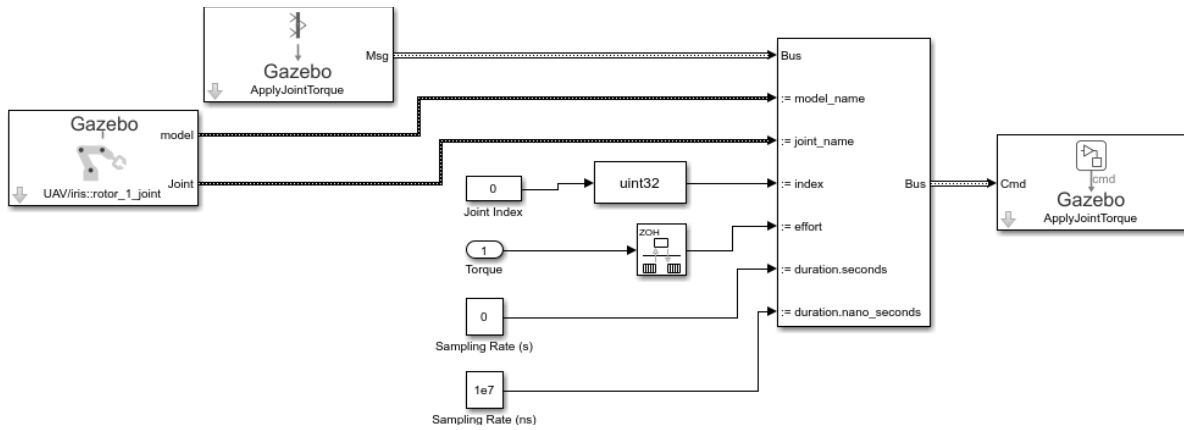 Msg
Gazebo
ApplyJointTorque
Gazebo
model
Joint
UAV/iris::rotor_1_joint
0
Joint Index
uint32
1
Torque
ZOH
0
Sampling Rate (s)
1e7
Sampling Rate (ns)
Bus
:= model_name
:= joint_name
:= index
:= effort
:= duration.seconds
:= duration.nano_seconds
Bus
Cmd
cmd
Gazebo
ApplyJointTorque